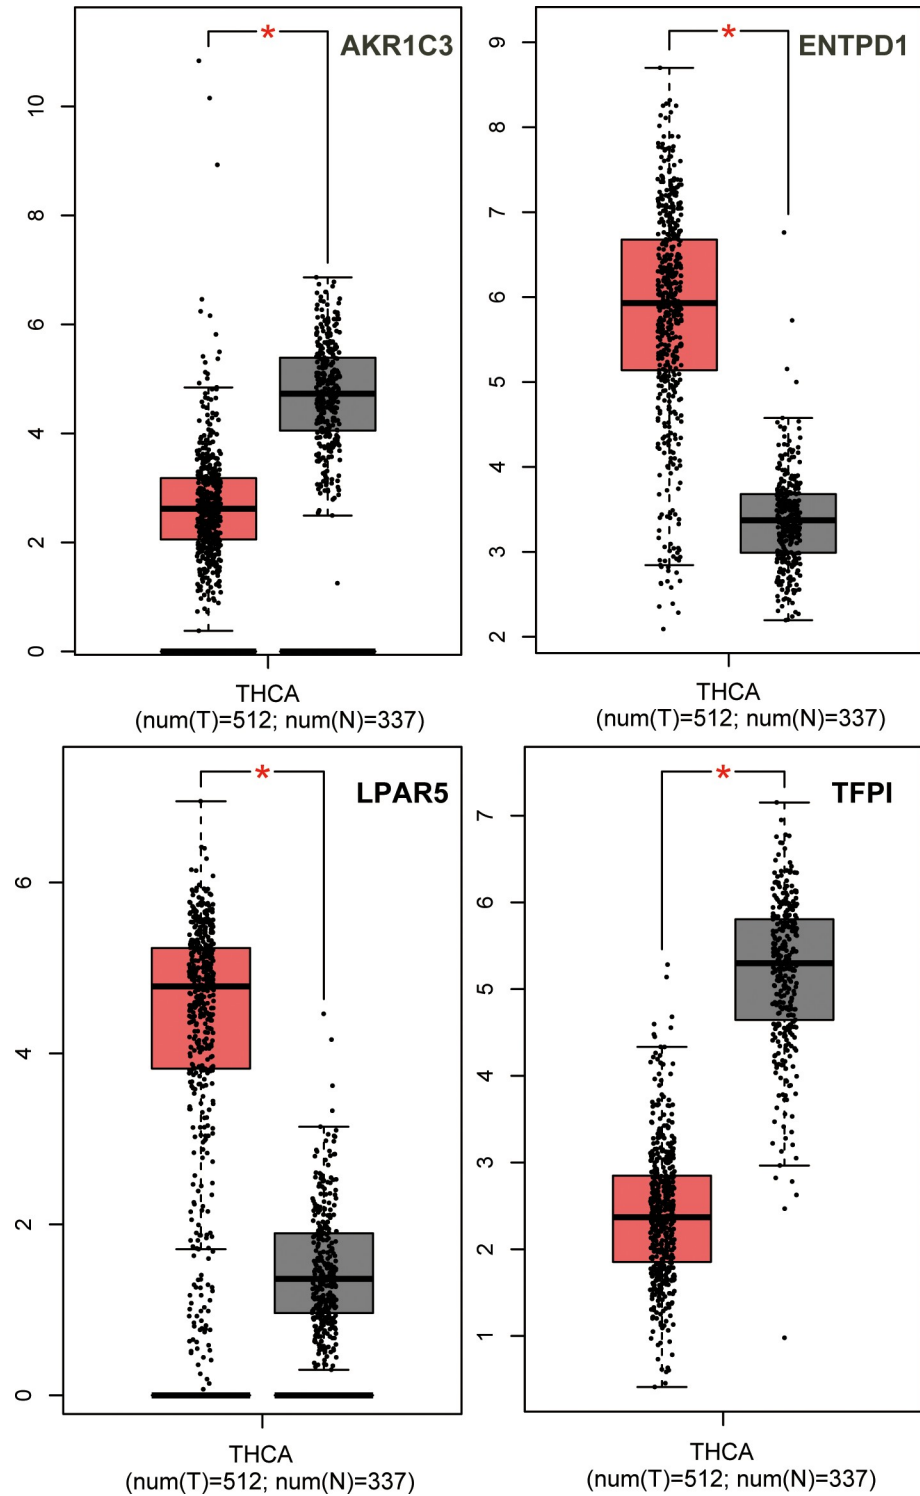 *
AKR1C3
10
8
6
4
2
0
THCA
(num(T)=512; num(N)=337)
*
ENTPD1
9
8
7
6
5
4
3
2
THCA
(num(T)=512; num(N)=337)
*
LPAR5
6
4
2
0
THCA
(num(T)=512; num(N)=337)
*
TFPI
7
6
5
4
3
2
1
THCA
(num(T)=512; num(N)=337)